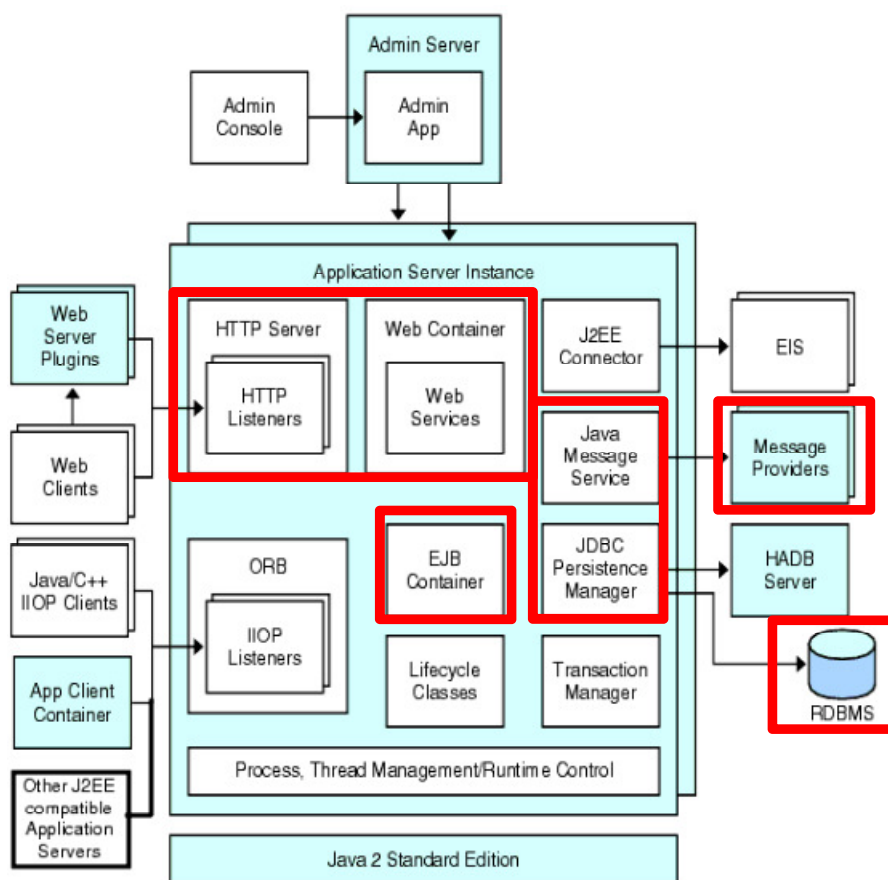 Admin Server
Admin
Console
Admin
App
Application Server Instance
Web
Server
Plugins
HTTP Server
HTTP
Listeners
Web Container
Web
Services
J2EE
Connector
EIS
Web
Clients
Java
Message
Service
Message
Providers
Java/C++
IIOP Clients
ORB
IIOP
Listeners
EJB
Container
JDBC
Persistence
Manager
HADB
Server
App Client
Container
Lifecycle
Classes
Transaction
Manager
RDBMS
Other J2EE
compatible
Application
Servers
Process, Thread Management/Runtime Control
Java 2 Standard Edition